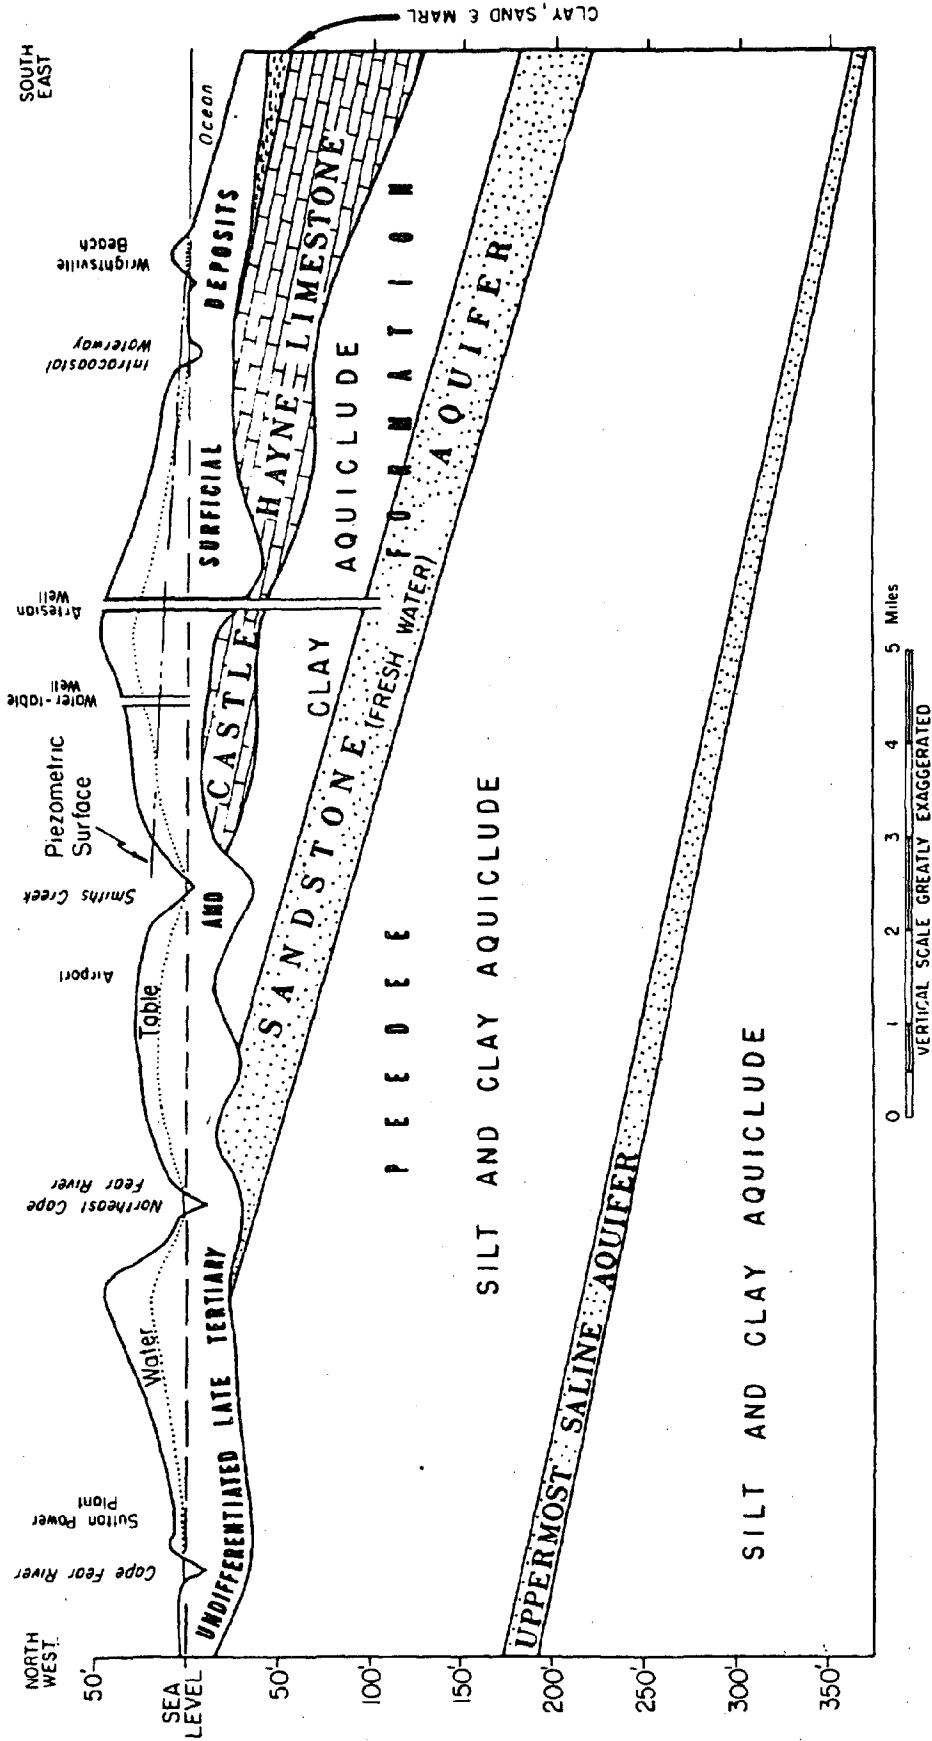 NORTH
WEST
SOUTH
EAST
Cape Fear River
Sutton Power
Plant
Northeast Cape
Fear River
Airport
Smiths Creek
Piezometric
Surface
Water-table
Well
Artesian
Well
Intracoastal
Waterway
Wrightsville
Beach
Ocean
Water Table
50'
SEA
LEVEL
50'
100'
150'
200'
250'
300'
350'
UNDIFFERENTIATED LATE TERTIARY AND SURFICIAL DEPOSITS
CLAY, SAND & MARL
CASTLE HAYNE LIMESTONE
CLAY AQUICLUDE
SANDSTONE (FRESH WATER) AQUIFER
PEEDEE FORMATION
SILT AND CLAY AQUICLUDE
UPPERMOST SALINE AQUIFER
SILT AND CLAY AQUICLUDE
0 1 2 3 4 5 Miles
VERTICAL SCALE GREATLY EXAGGERATED